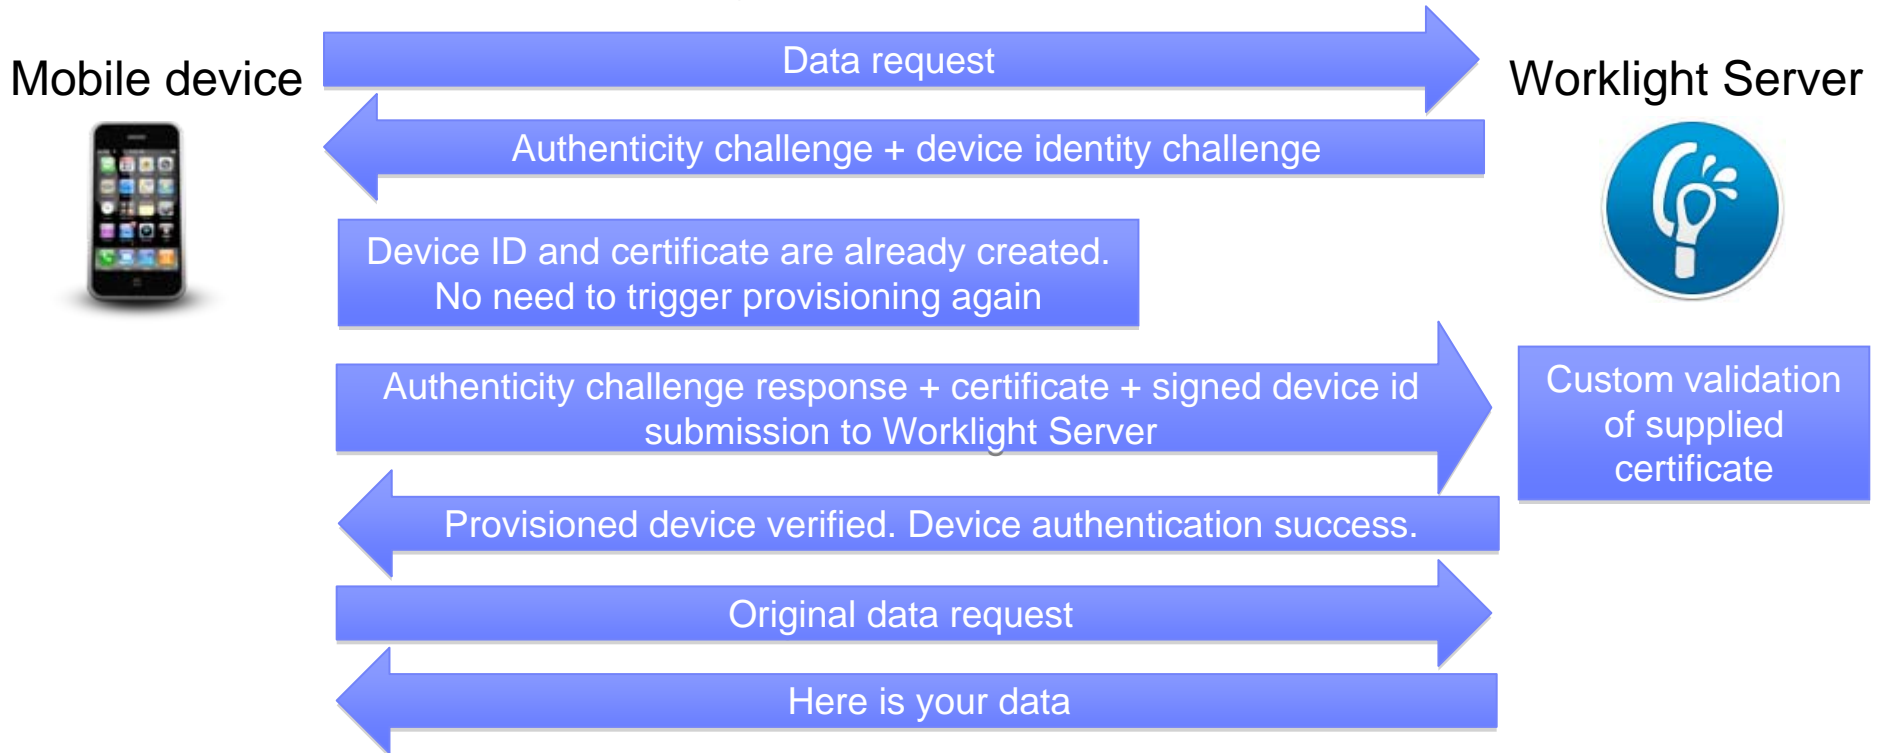 Data request
Mobile device
Worklight Server
Authenticity challenge + device identity challenge
Device ID and certificate are already created.
No need to trigger provisioning again
Authenticity challenge response + certificate + signed device id
submission to Worklight Server
Custom validation
of supplied
certificate
Provisioned device verified. Device authentication success.
Original data request
Here is your data